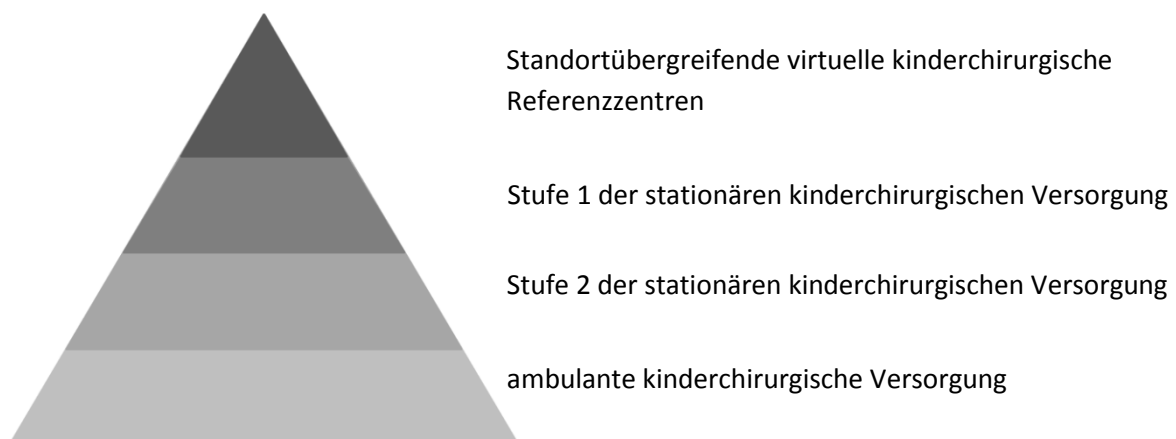 Standortübergreifende virtuelle kinderchirurgische
Referenzzentren
Stufe 1 der stationären kinderchirurgischen Versorgung
Stufe 2 der stationären kinderchirurgischen Versorgung
ambulante kinderchirurgische Versorgung